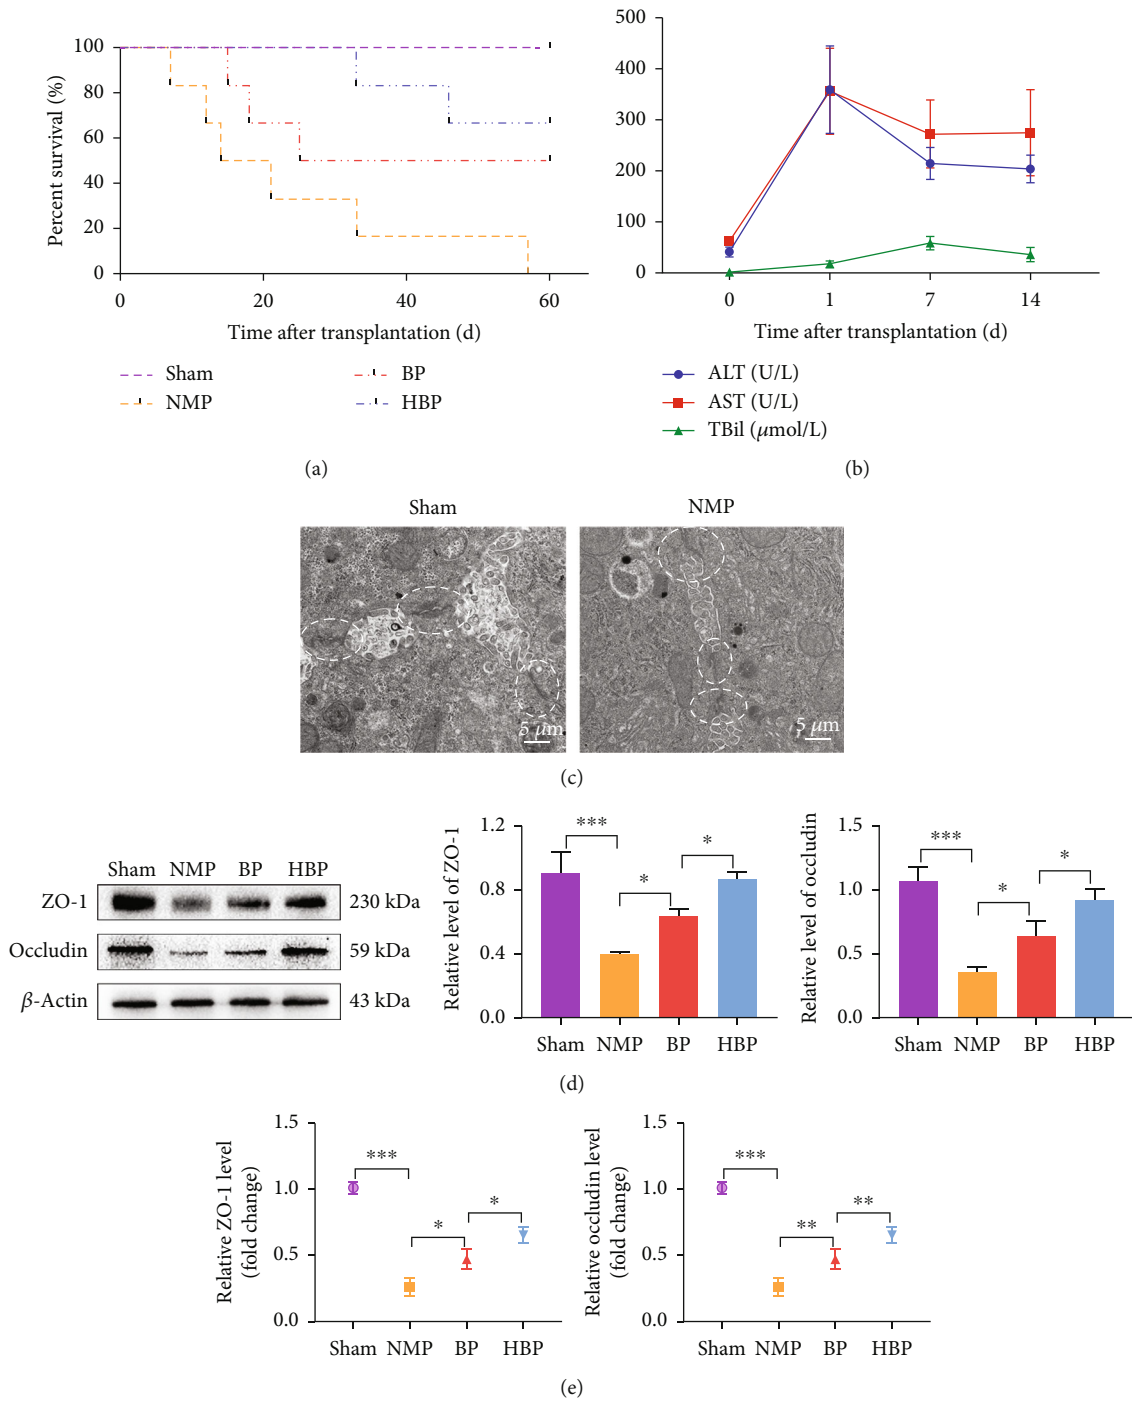 Percent survival (%)
100
80
60
40
20
0
0 20 40 60
Time after transplantation (d)
Sham
BP
NMP
HBP
(a)
500
400
300
200
100
0
0 1 7 14
Time after transplantation (d)
ALT (U/L)
AST (U/L)
TBil (μmol/L)
(b)
Sham
NMP
5 μm
5 μm
(c)
Sham NMP BP HBP
ZO-1 230 kDa
Occludin 59 kDa
β-Actin 43 kDa
Relative level of ZO-1
1.2
0.8
0.4
0.0
***
*
*
Sham NMP BP HBP
Relative level of occludin
1.5
1.0
0.5
0.0
***
*
*
Sham NMP BP HBP
(d)
Relative ZO-1 level
(fold change)
1.5
1.0
0.5
0.0
***
*
*
Sham NMP BP HBP
Relative occludin level
(fold change)
1.5
1.0
0.5
0.0
***
**
**
Sham NMP BP HBP
(e)